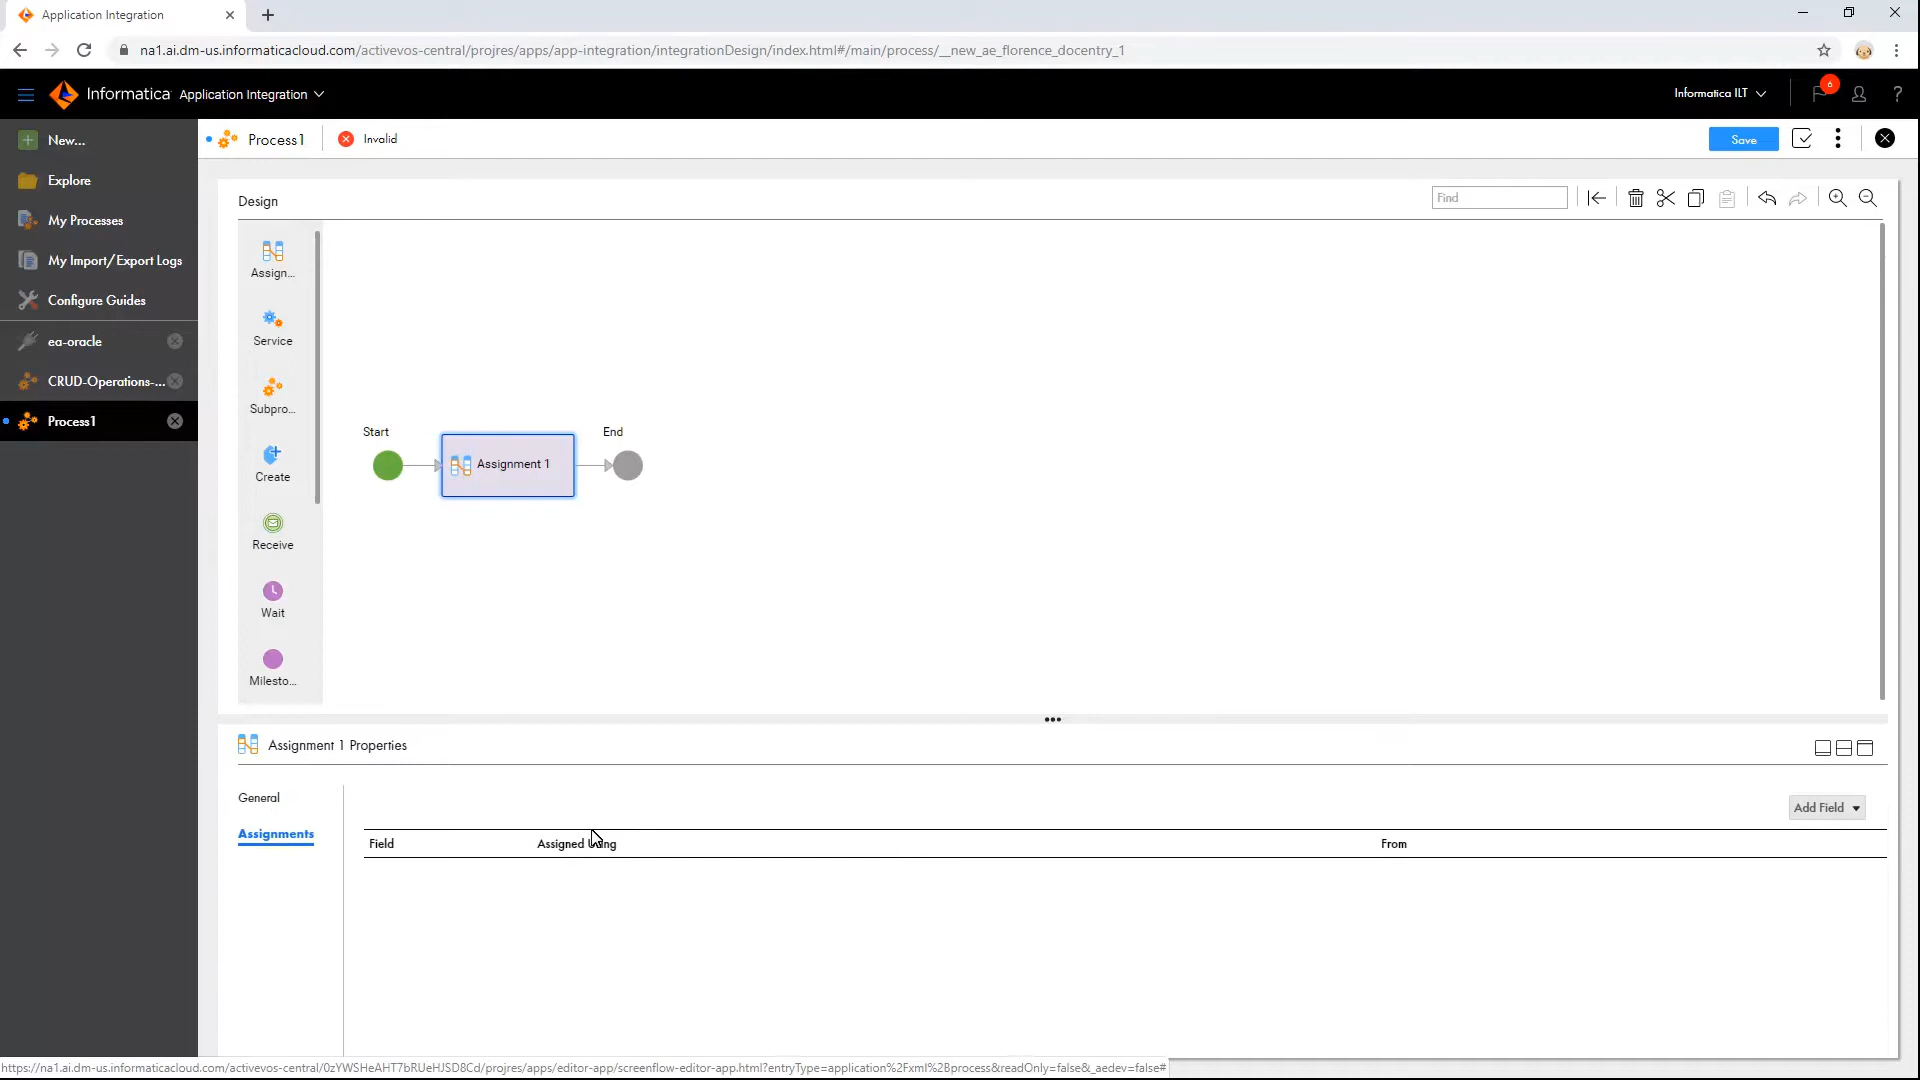 Application Integration
na1.ai.dm-us.informaticacloud.com/activevos-central/projres/apps/app-integration/integrationDesign/index.html#/main/process/__new_ae_florence_docentry_1
Informatica Application Integration
Informatica ILT
6
?
New...
Explore
My Processes
My Import/Export Logs
Configure Guides
ea-oracle
CRUD-Operations-...
Process1
Process1
Invalid
Save
Design
Find
Assign...
Service
Subpro...
Create
Receive
Wait
Milesto...
Start
Assignment 1
End
Assignment 1 Properties
General
Assignments
Add Field
Field
Assigned Using
From
https://na1.ai.dm-us.informaticacloud.com/activevos-central/0zYWSHeAHT7bRUeHJSD8Cd/projres/apps/editor-app/screenflow-editor-app.html?entryType=application%2Fxml%2Bprocess&readOnly=false&_aedev=false#